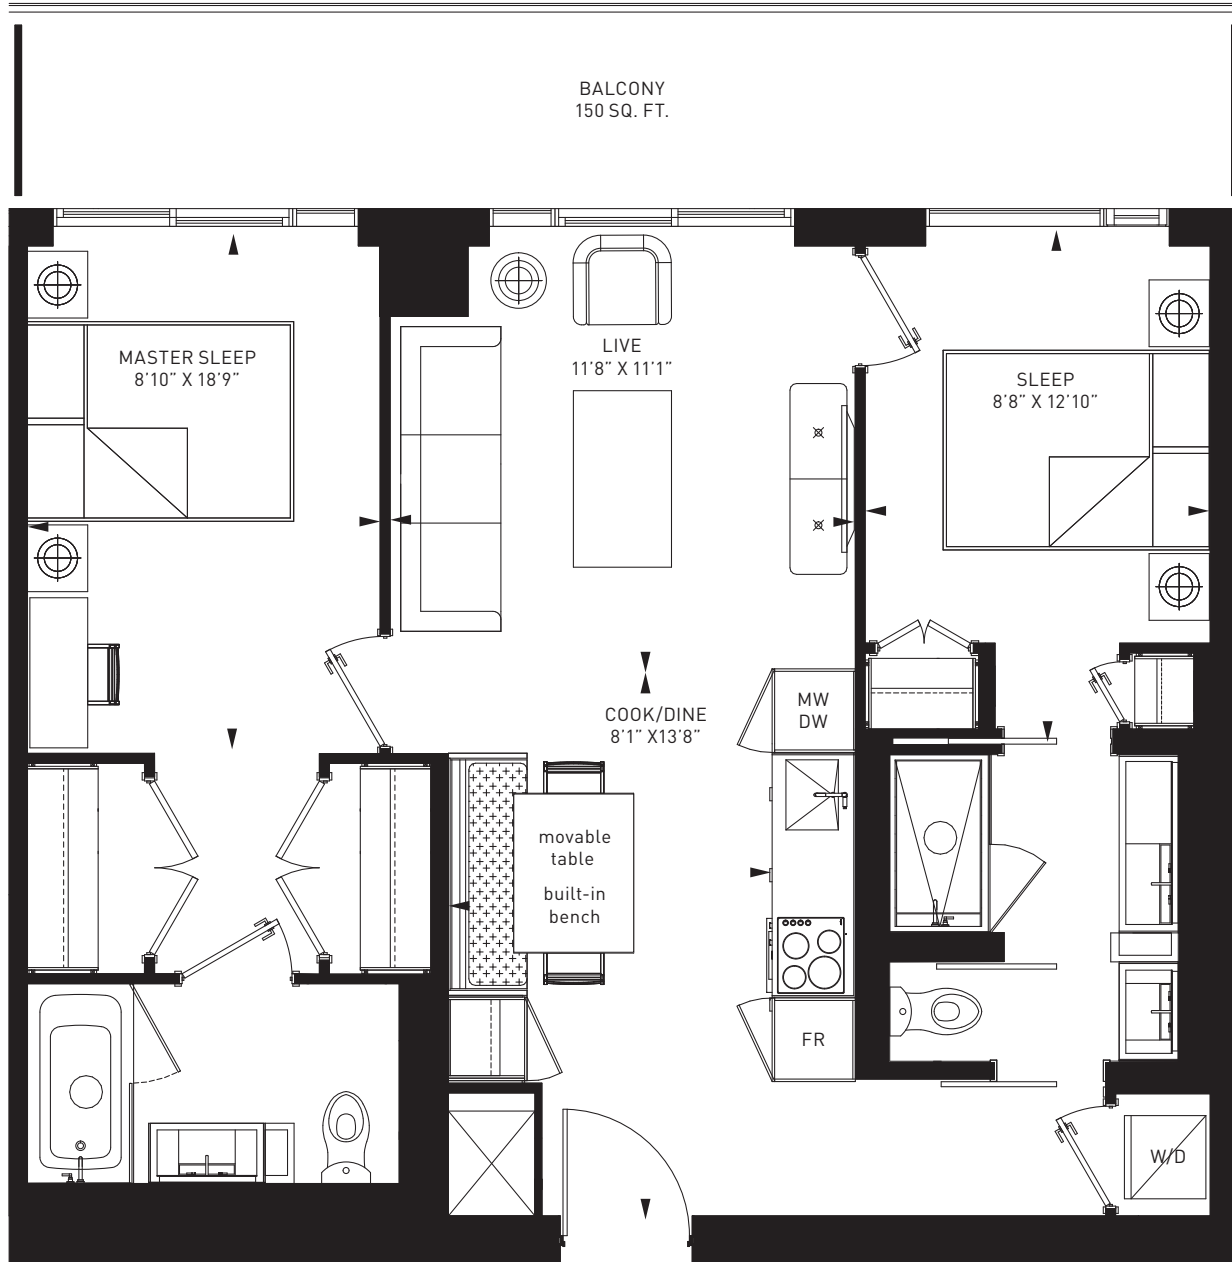 BALCONY
150 SQ. FT.
MASTER SLEEP
8'10" X 18'9"
LIVE
11'8" X 11'1"
SLEEP
8'8" X 12'10"
COOK/DINE
8'1" X13'8"
MW
DW
movable
table
built-in
bench
FR
W/D